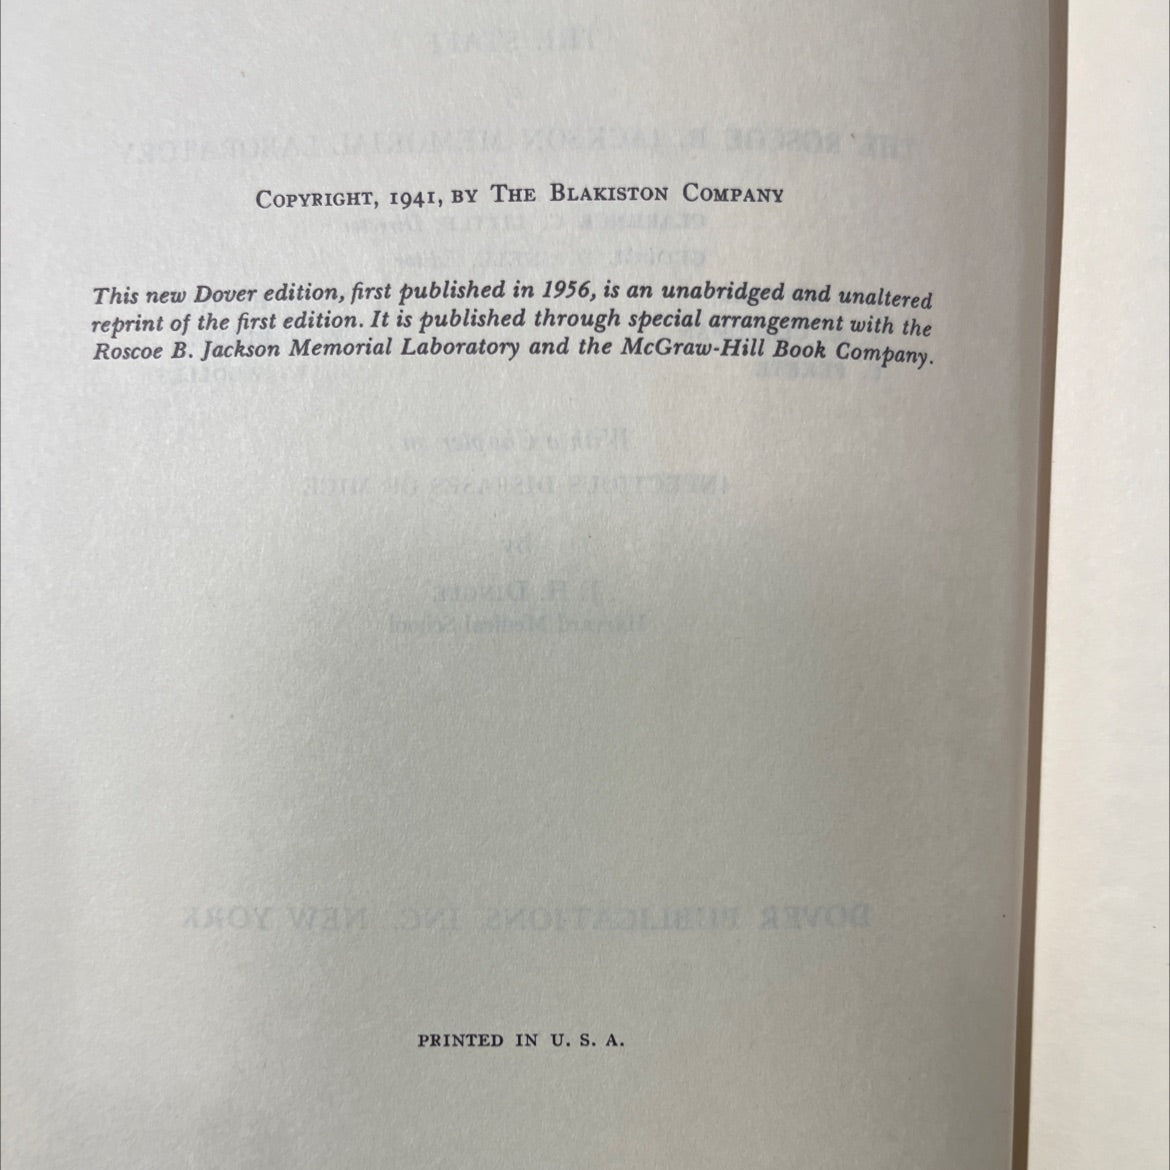 COPYRIGHT, 1941, BY THE BLAKISTON COMPANY
This new Dover edition, first published in 1956, is an unabridged and unaltered
reprint of the first edition. It is published through special arrangement with the
Roscoe B. Jackson Memorial Laboratory and the McGraw-Hill Book Company.
PRINTED IN U. S. A.